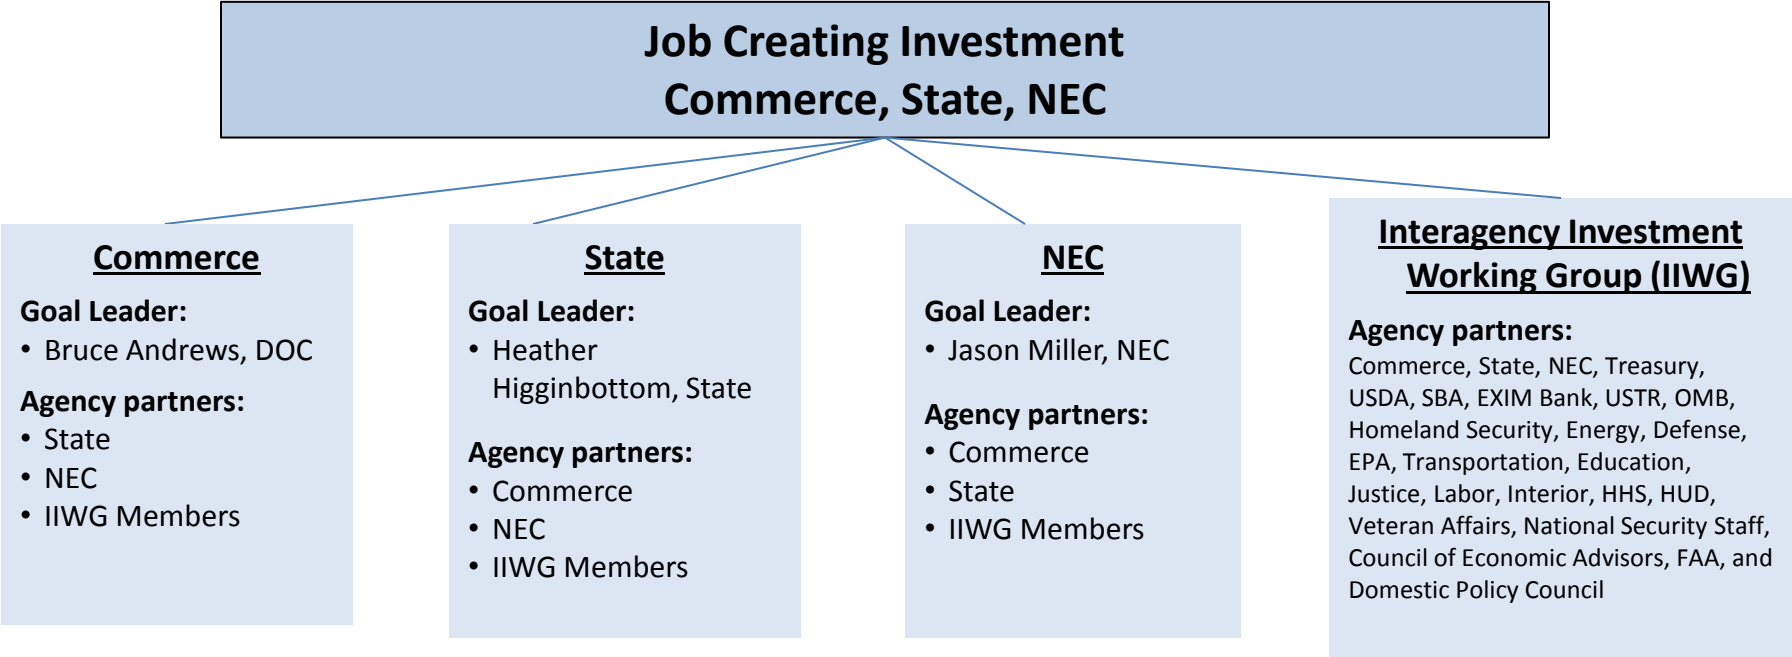 Job Creating Investment
Commerce, State, NEC
Commerce
Goal Leader:
• Bruce Andrews, DOC
Agency partners:
• State
• NEC
• IIWG Members
State
Goal Leader:
• Heather
Higginbottom, State
Agency partners:
• Commerce
• NEC
• IIWG Members
NEC
Goal Leader:
• Jason Miller, NEC
Agency partners:
• Commerce
• State
• IIWG Members
Interagency Investment
Working Group (IIWG)
Agency partners:
Commerce, State, NEC, Treasury,
USDA, SBA, EXIM Bank, USTR, OMB,
Homeland Security, Energy, Defense,
EPA, Transportation, Education,
Justice, Labor, Interior, HHS, HUD,
Veteran Affairs, National Security Staff,
Council of Economic Advisors, FAA, and
Domestic Policy Council